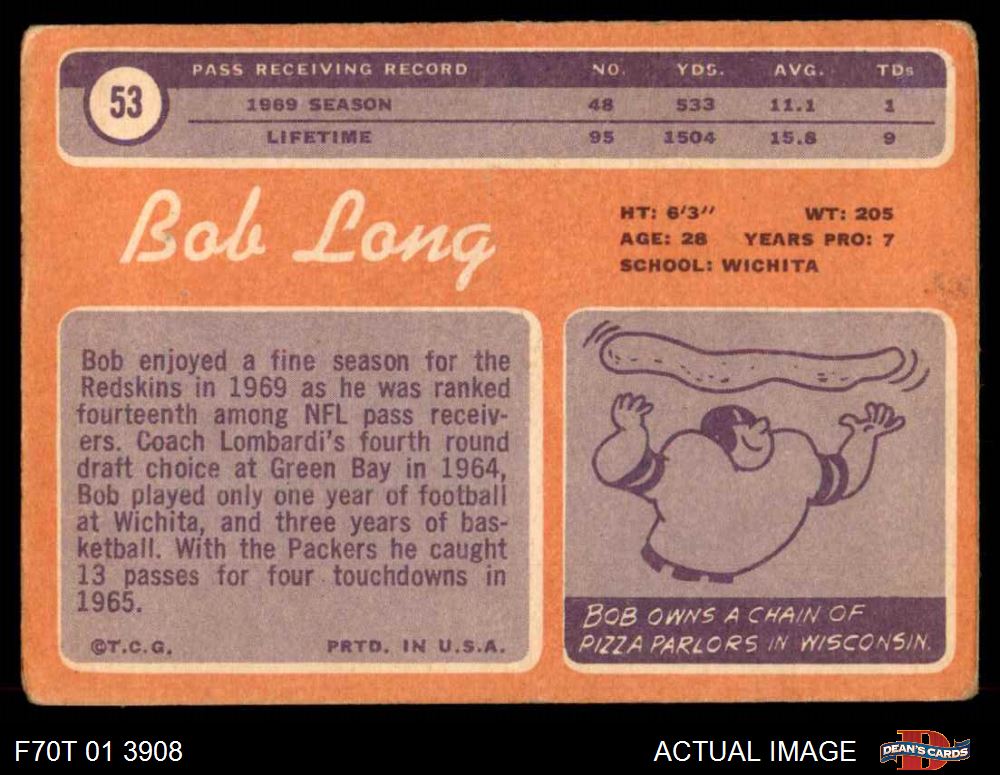 53
PASS RECEIVING RECORD NO. YDS. AVG. TDs
1969 SEASON 48 533 11.1 1
LIFETIME 95 1504 15.8 9
Bob Long
HT: 6'3" WT: 205
AGE: 28 YEARS PRO: 7
SCHOOL: WICHITA
Bob enjoyed a fine season for the
Redskins in 1969 as he was ranked
fourteenth among NFL pass receiv-
ers. Coach Lombardi's fourth round
draft choice at Green Bay in 1964,
Bob played only one year of football
at Wichita, and three years of bas-
ketball. With the Packers he caught
13 passes for four touchdowns in
1965.
©T.C.G. PRTD. IN U.S.A.
BOB OWNS A CHAIN OF
PIZZA PARLORS IN WISCONSIN.
F70T 01 3908 ACTUAL IMAGE DEAN'S CARDS